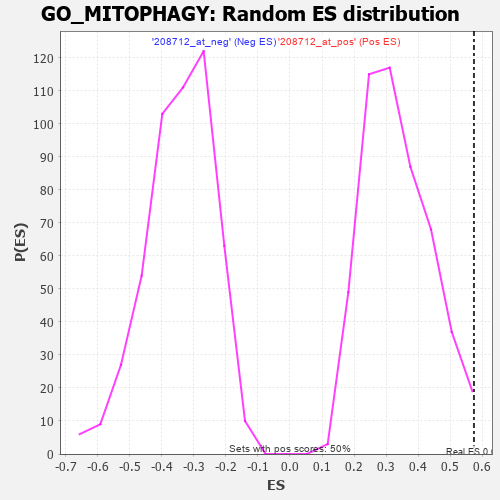 GO_MITOPHAGY: Random ES distribution
'208712_at_neg' (Neg ES) '208712_at_pos' (Pos ES)
P(ES)
120
110
100
90
80
70
60
50
40
30
20
10
0
Sets with pos scores: 50%
Real ES 0.
-0.7 -0.6 -0.5 -0.4 -0.3 -0.2 -0.1 0.0 0.1 0.2 0.3 0.4 0.5 0.6
ES